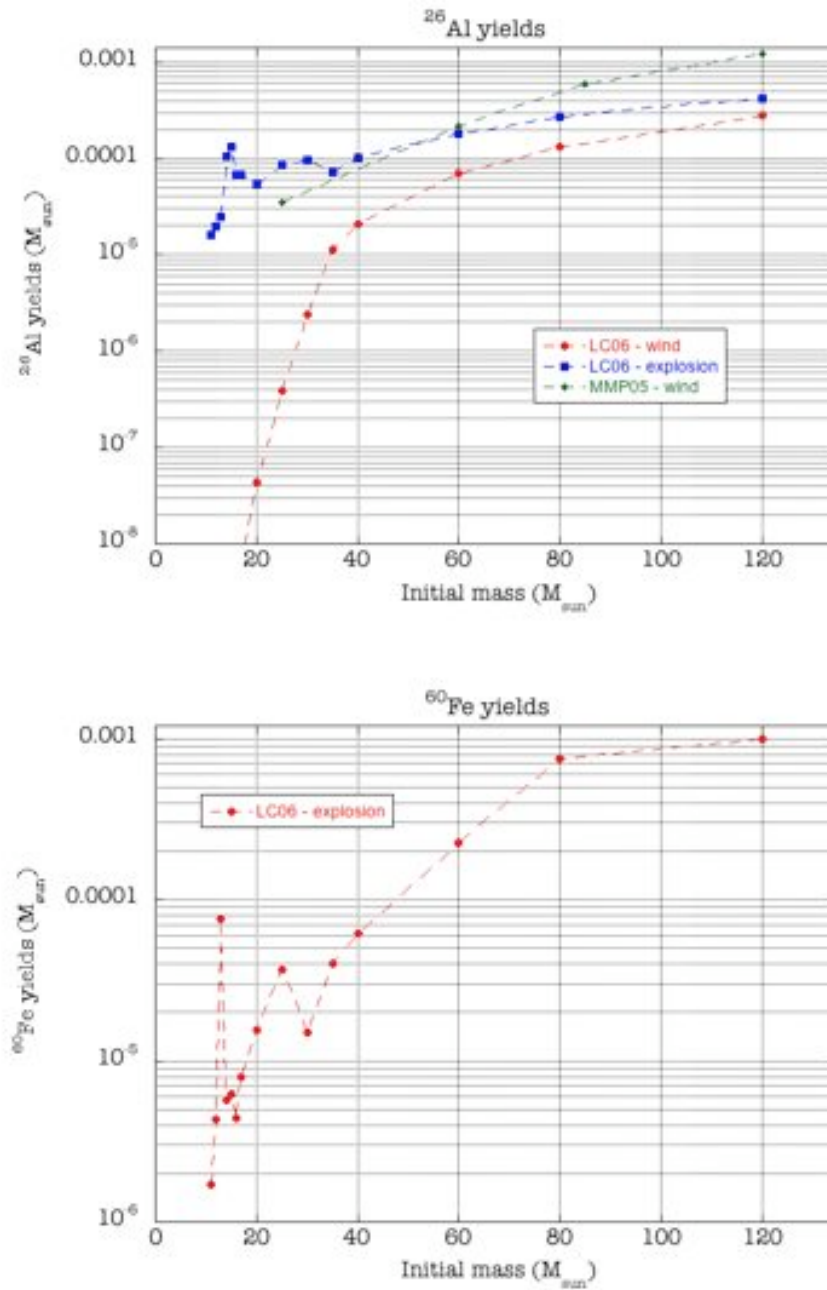 ²⁶Al yields
0.001
0.0001
10⁻⁵
10⁻⁶
10⁻⁷
10⁻⁸
²⁶Al yields (M_sun)
LC06 - wind
LC06 - explosion
MMP05 - wind
0 20 40 60 80 100 120
Initial mass (M_sun)
⁶⁰Fe yields
0.001
0.0001
10⁻⁵
10⁻⁶
⁶⁰Fe yields (M_sun)
LC06 - explosion
0 20 40 60 80 100 120
Initial mass (M_sun)